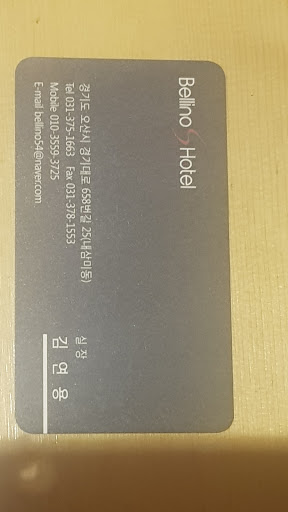 Bellino S Hotel
실 장
김 연 용
경기도 오산시 경기대로 658번길 25(내삼미동)
Tel 031-375-1663 Fax 031-378-1553
Mobile 010-3559-3725
E-mail bellino54@naver.com